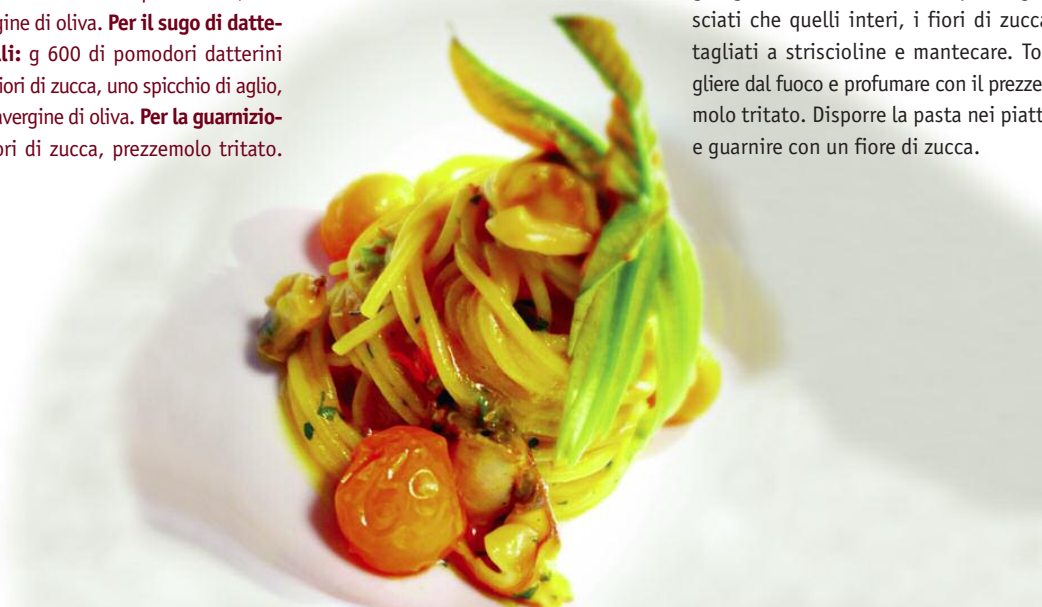 gine di oliva. Per il sugo di datte-
lli: g 600 di pomodori datterini
fiori di zucca, uno spicchio di aglio,
avergine di oliva. Per la guarnizio-
ori di zucca, prezzemolo tritato.
sciati che quelli interi, i fiori di zucca
tagliati a striscioline e mantecare. To
gliere dal fuoco e profumare con il prezze
molo tritato. Disporre la pasta nei piatt
e guarnire con un fiore di zucca.